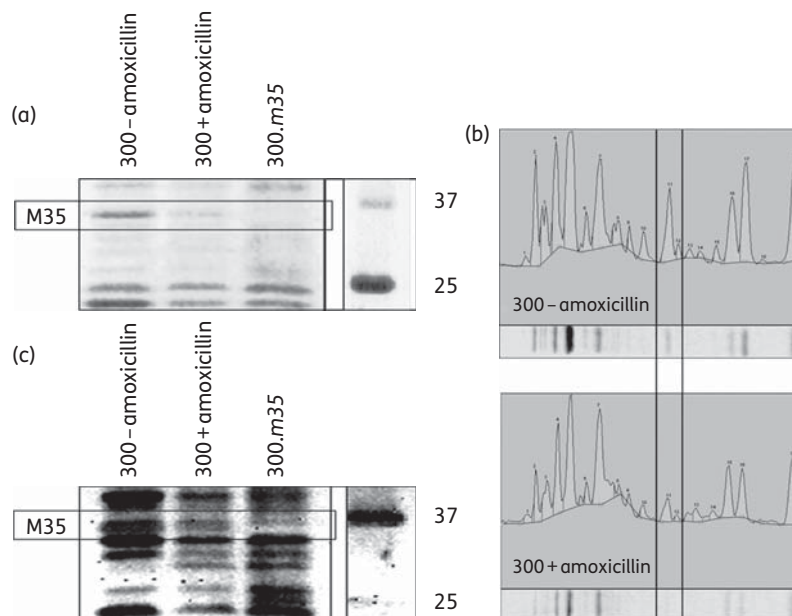 (a)
300 – amoxicillin
300 + amoxicillin
300.m35
M35
37
25
(b)
300 – amoxicillin
300 + amoxicillin
(c)
300 – amoxicillin
300 + amoxicillin
300.m35
M35
37
25